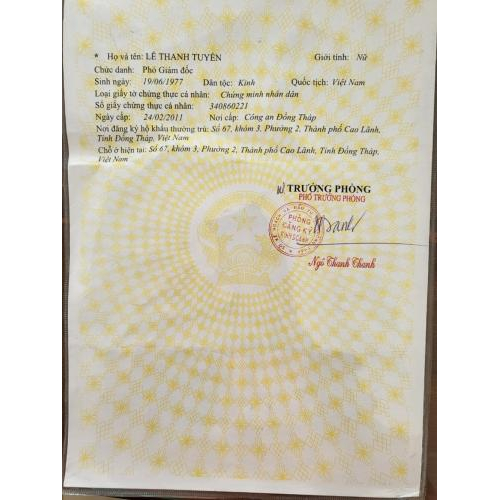 * Họ và tên: LÊ THANH TUYỀN Giới tính: Nữ
Chức danh: Phó Giám đốc
Sinh ngày: 19/06/1977 Dân tộc: Kinh Quốc tịch: Việt Nam
Loại giấy tờ chứng thực cá nhân: Chứng minh nhân dân
Số giấy chứng thực cá nhân: 340860221
Ngày cấp: 24/02/2011 Nơi cấp: Công an Đồng Tháp
Nơi đăng ký hộ khẩu thường trú: Số 67, khóm 3, Phường 2, Thành phố Cao Lãnh,
Tỉnh Đồng Tháp, Việt Nam
Chỗ ở hiện tại: Số 67, khóm 3, Phường 2, Thành phố Cao Lãnh, Tỉnh Đồng Tháp,
Việt Nam
TRƯỞNG PHÒNG
PHÓ TRƯỞNG PHÒNG
PHÒNG
ĐĂNG KÝ
KINH DOANH
Ngô Thanh Thanh